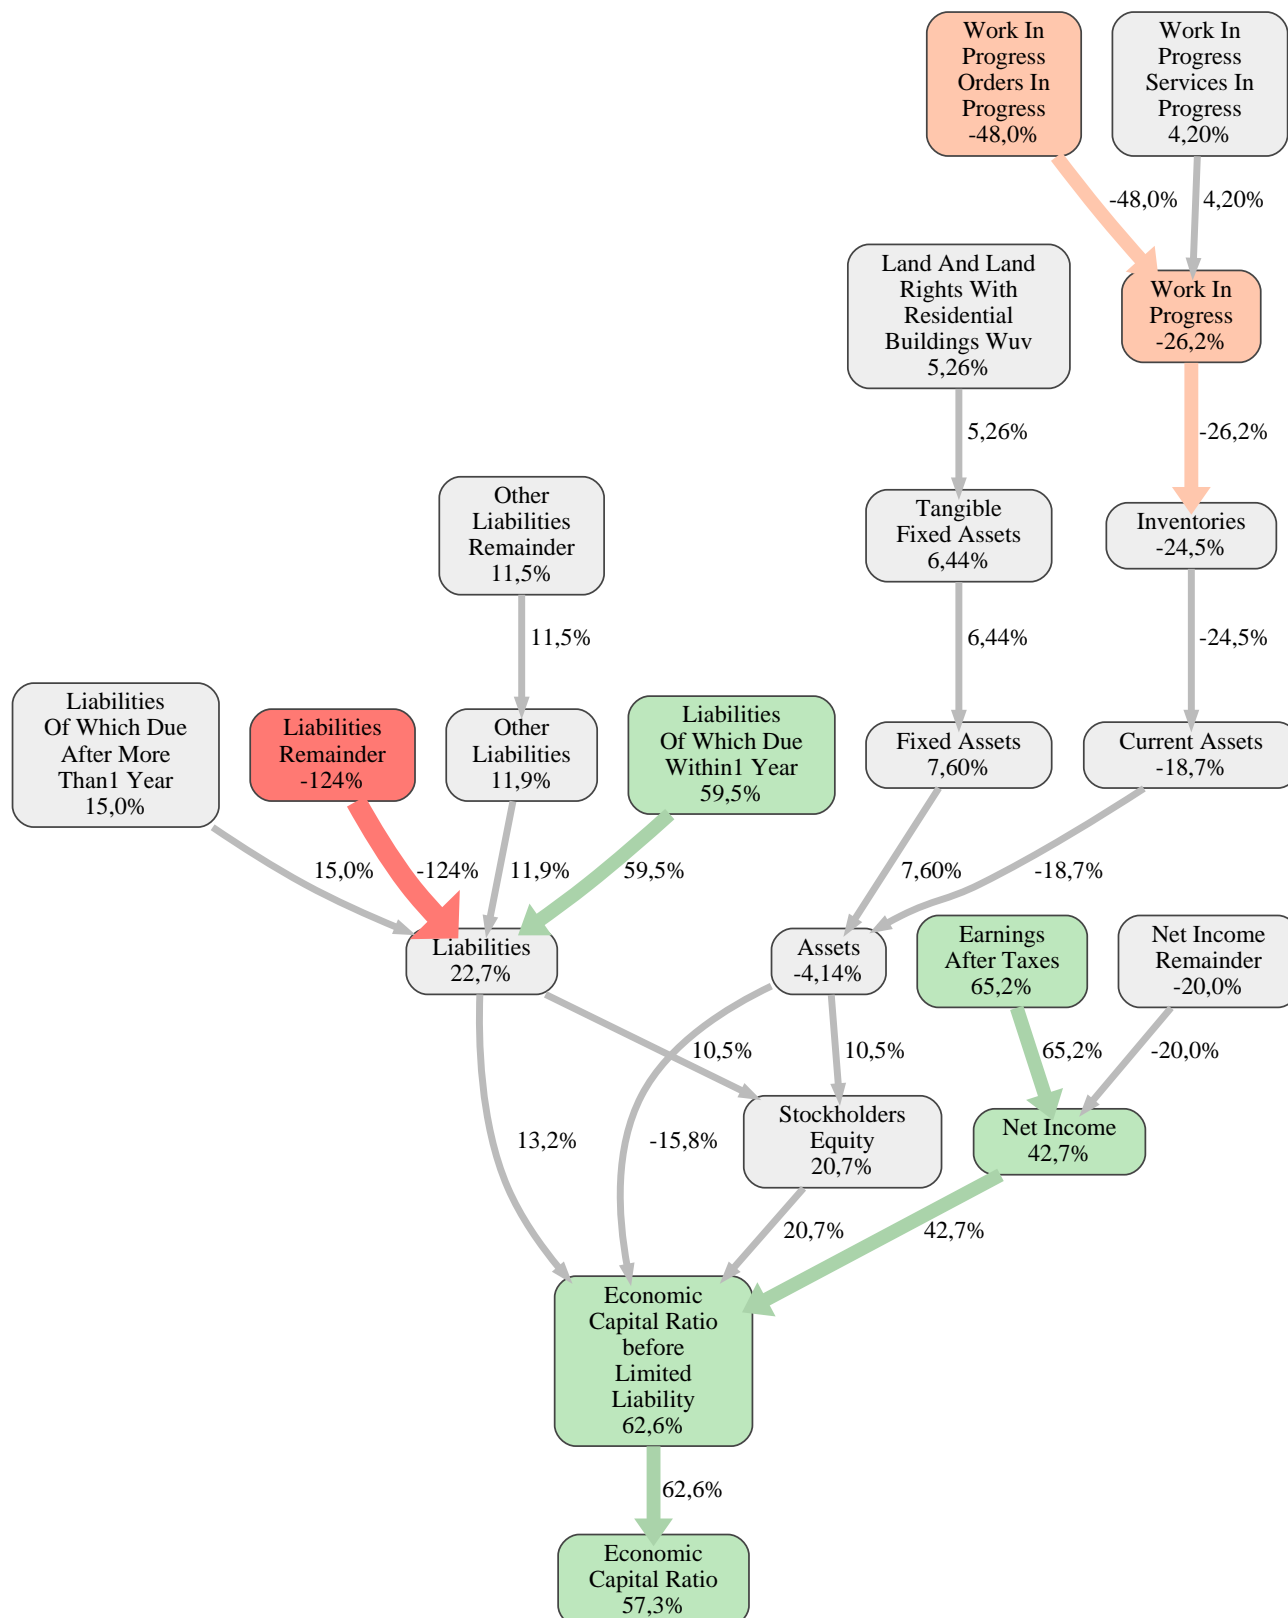 Work In
Progress
Orders In
Progress
-48,0%
Work In
Progress
Services In
Progress
4,20%
-48,0%
4,20%
Land And Land
Rights With
Residential
Buildings Wuv
5,26%
Work In
Progress
-26,2%
5,26%
-26,2%
Other
Liabilities
Remainder
11,5%
Tangible
Fixed Assets
6,44%
Inventories
-24,5%
11,5%
6,44%
-24,5%
Liabilities
Of Which Due
After More
Than1 Year
15,0%
Liabilities
Remainder
-124%
Other
Liabilities
11,9%
Liabilities
Of Which Due
Within1 Year
59,5%
Fixed Assets
7,60%
Current Assets
-18,7%
15,0%
-124%
11,9%
59,5%
7,60%
-18,7%
Liabilities
22,7%
Assets
-4,14%
Earnings
After Taxes
65,2%
Net Income
Remainder
-20,0%
10,5%
10,5%
65,2%
-20,0%
13,2%
-15,8%
Stockholders
Equity
20,7%
Net Income
42,7%
20,7%
42,7%
Economic
Capital Ratio
before
Limited
Liability
62,6%
62,6%
Economic
Capital Ratio
57,3%